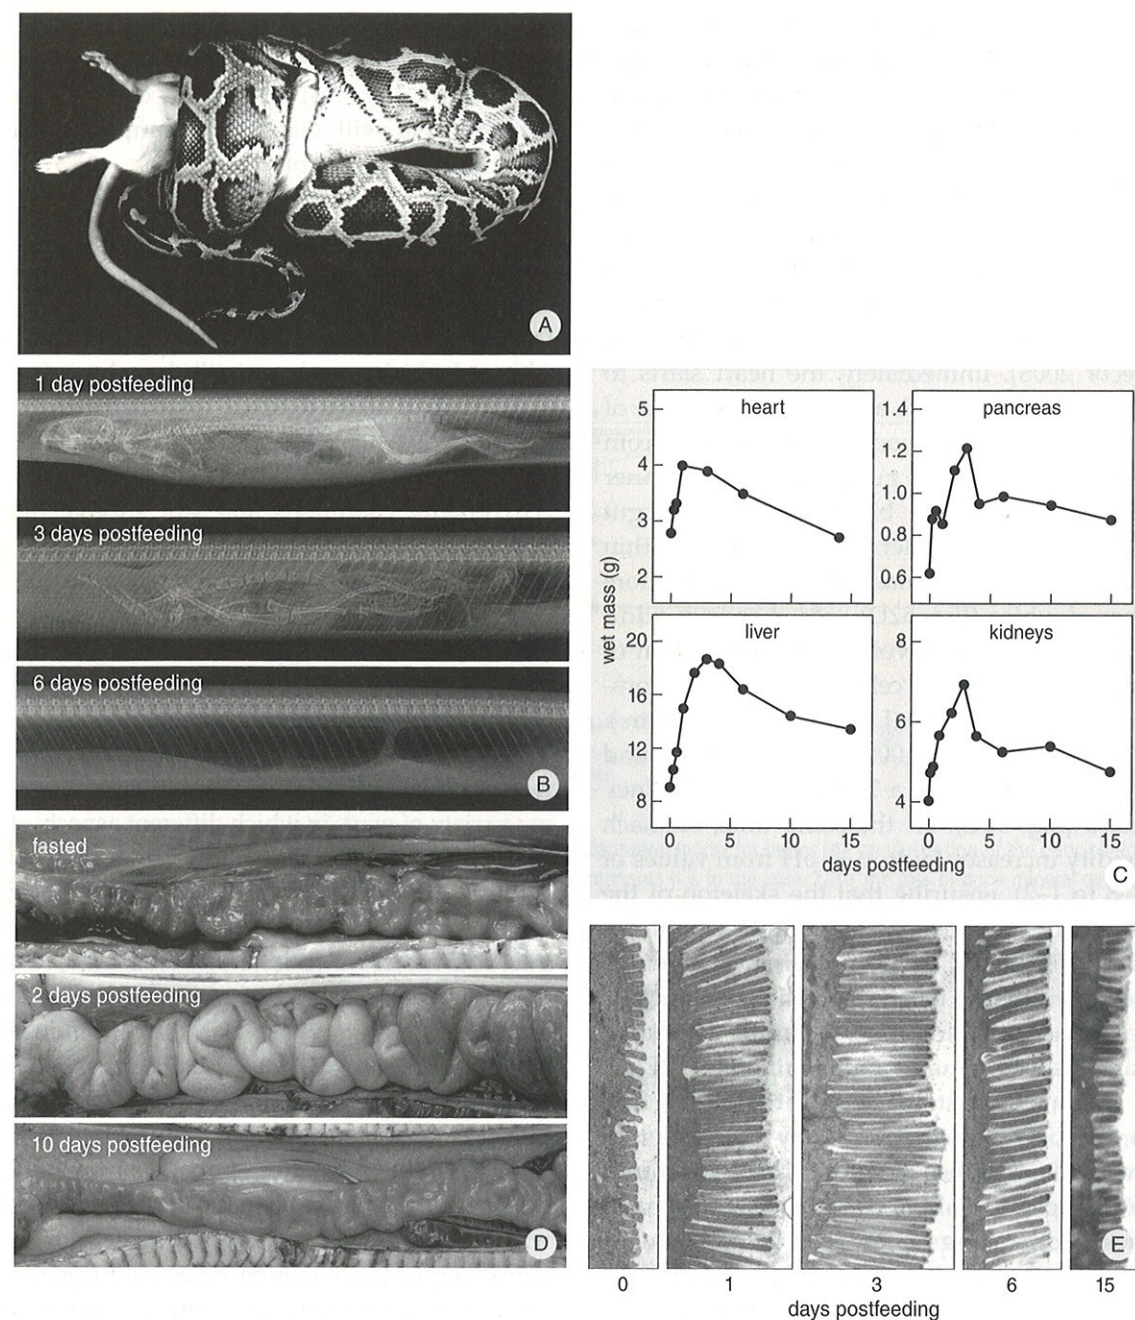 A
1 day postfeeding
3 days postfeeding
6 days postfeeding
B
heart
5
4
3
2
pancreas
1.4
1.2
1.0
0.8
0.6
wet mass (g)
liver
20
16
12
8
0 5 10 15
kidneys
8
6
4
0 5 10 15
days postfeeding
C
fasted
2 days postfeeding
10 days postfeeding
D
E
0 1 3 6 15
days postfeeding